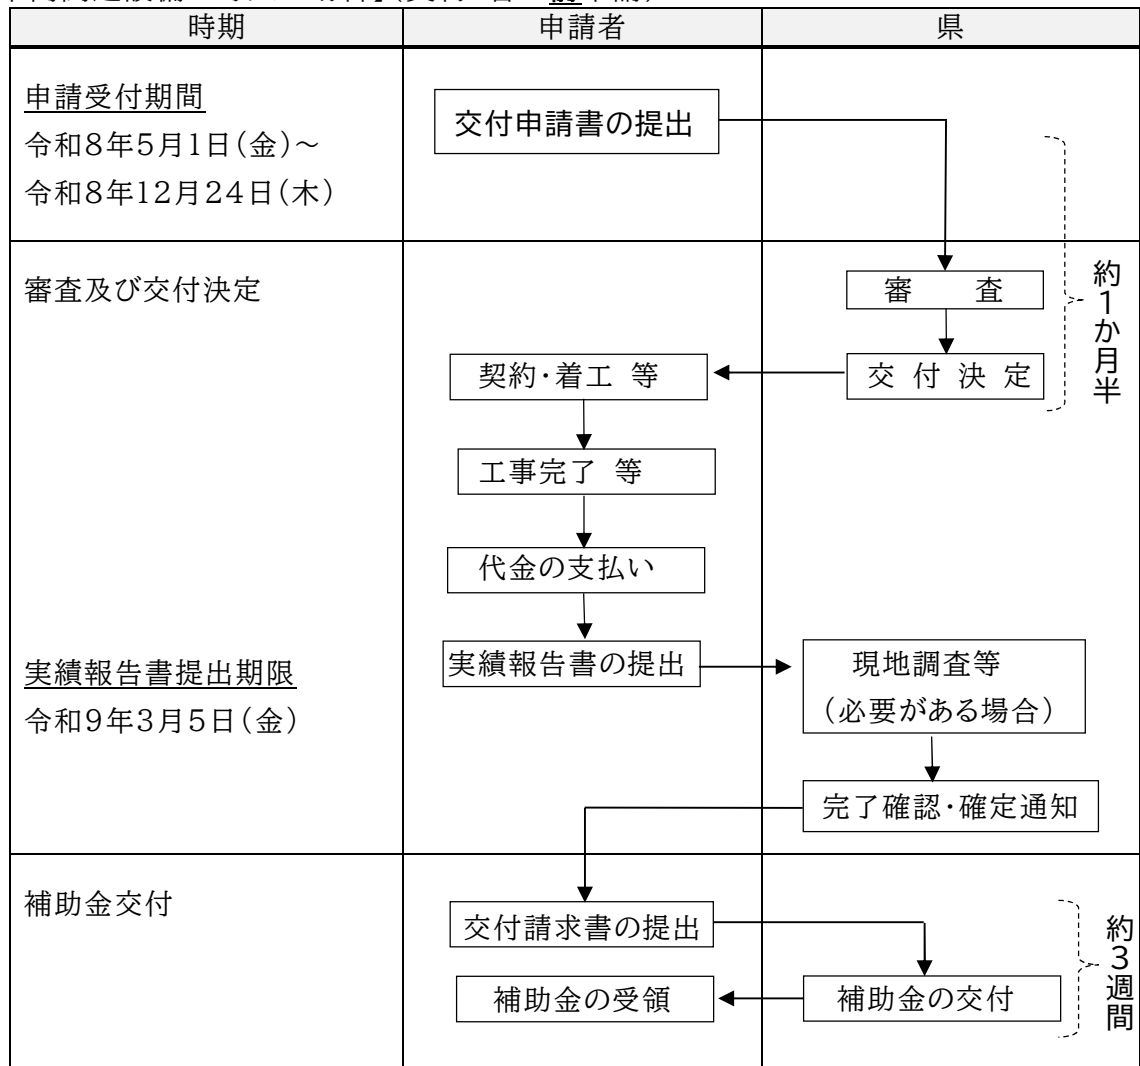 時期
申請者
県
申請受付期間
令和8年5月1日(金)~
令和8年12月24日(木)
交付申請書の提出
審査及び交付決定
審　査
交 付 決 定
約1か月半
契約・着工 等
工事完了 等
代金の支払い
実績報告書の提出
実績報告書提出期限
令和9年3月5日(金)
現地調査等
(必要がある場合)
完了確認・確定通知
補助金交付
交付請求書の提出
補助金の受領
補助金の交付
約3週間